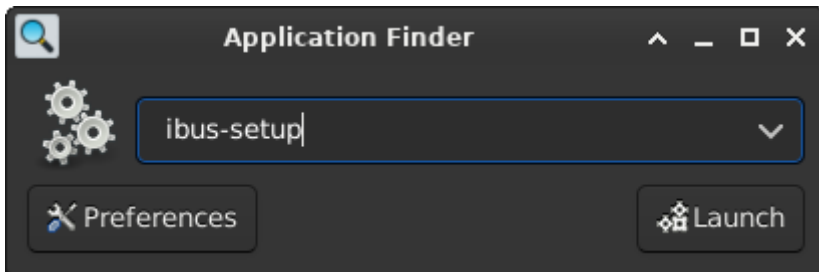 Application Finder
ibus-setup
Preferences
Launch